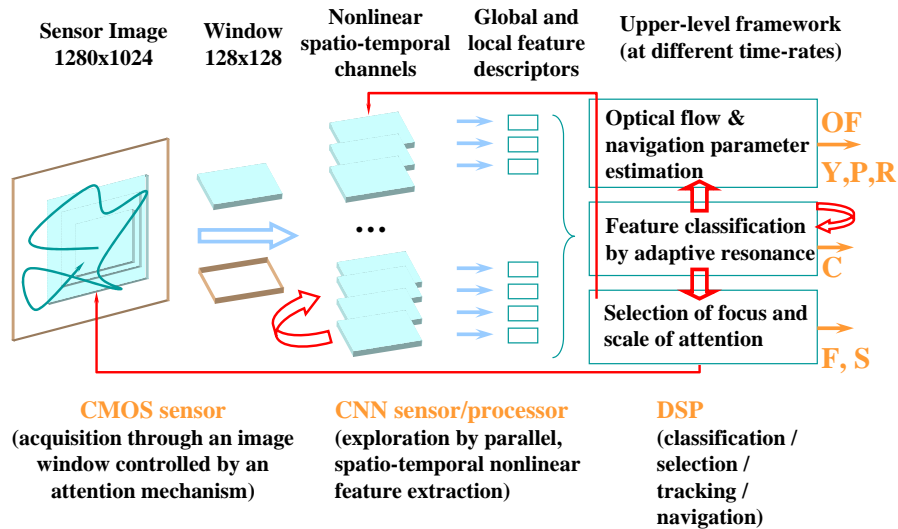 Sensor Image
1280x1024
Window
128x128
Nonlinear
spatio-temporal
channels
Global and
local feature
descriptors
Upper-level framework
(at different time-rates)
Optical flow &
navigation parameter
estimation
OF
Y,P,R
...
Feature classification
by adaptive resonance
C
Selection of focus and
scale of attention
F, S
CMOS sensor
(acquisition through an image
window controlled by an
attention mechanism)
CNN sensor/processor
(exploration by parallel,
spatio-temporal nonlinear
feature extraction)
DSP
(classification /
selection /
tracking /
navigation)